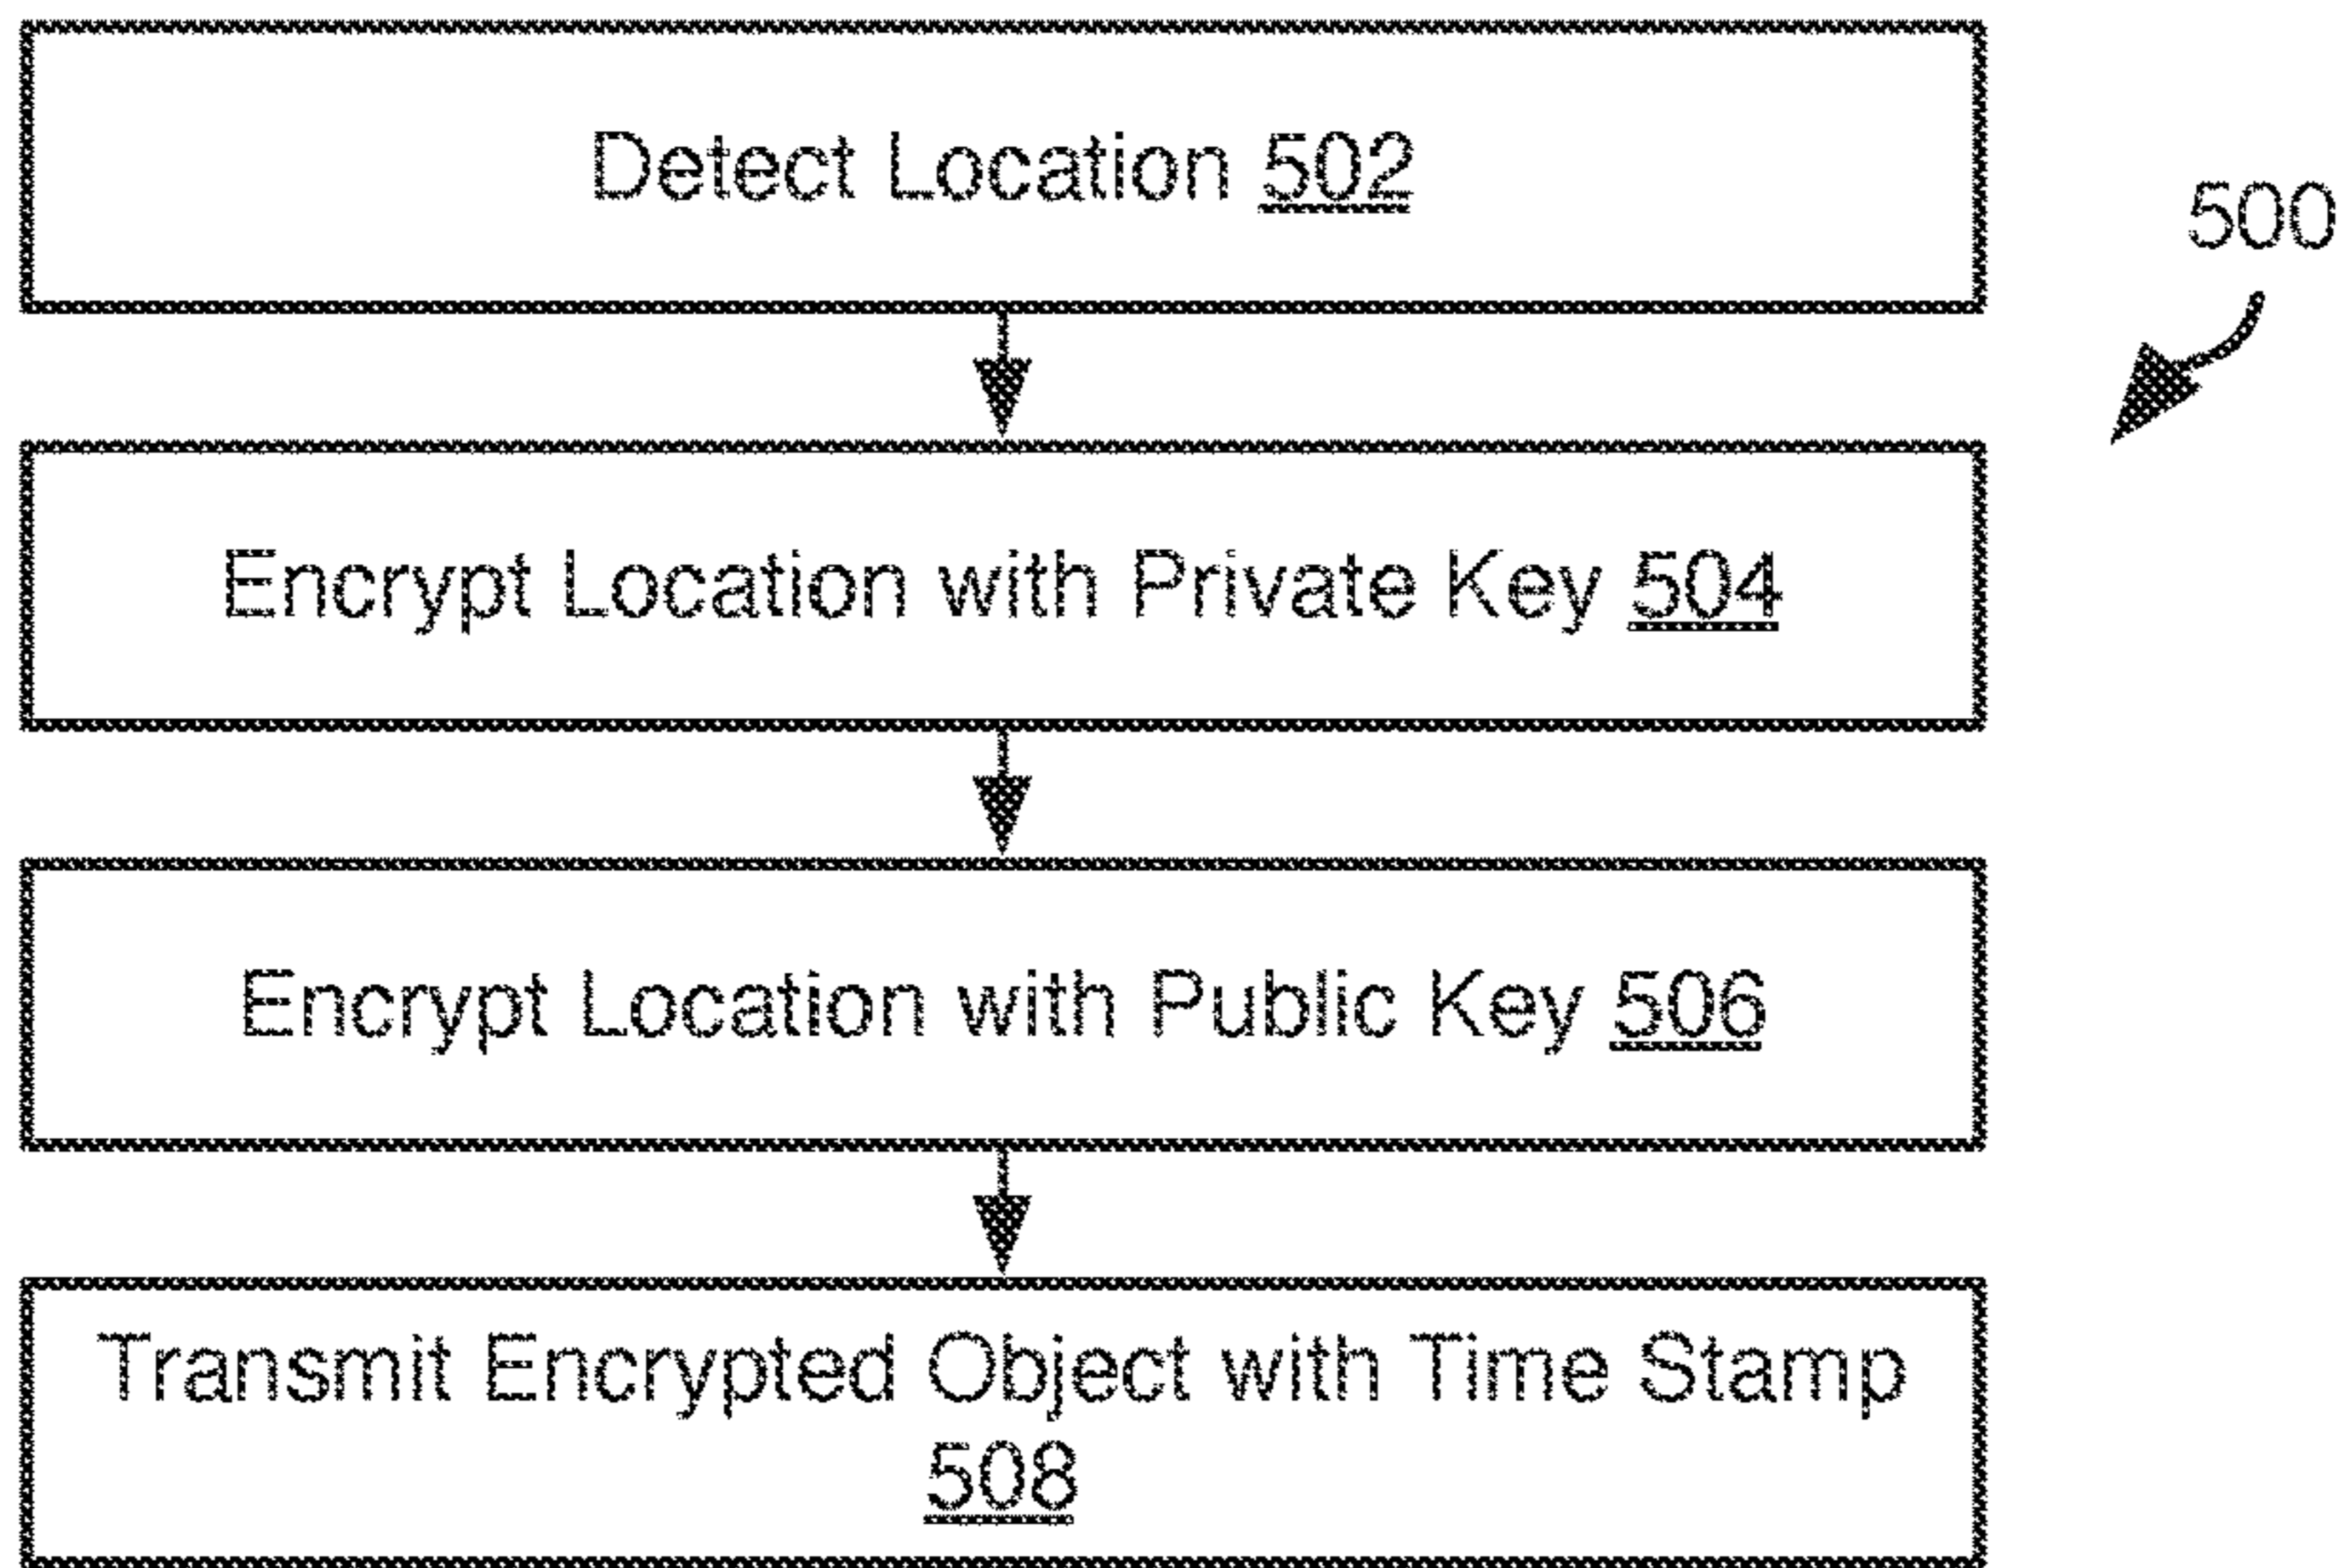 Detect Location 502
500
Encrypt Location with Private Key 504
Encrypt Location with Public Key 506
Transmit Encrypted Object with Time Stamp
508